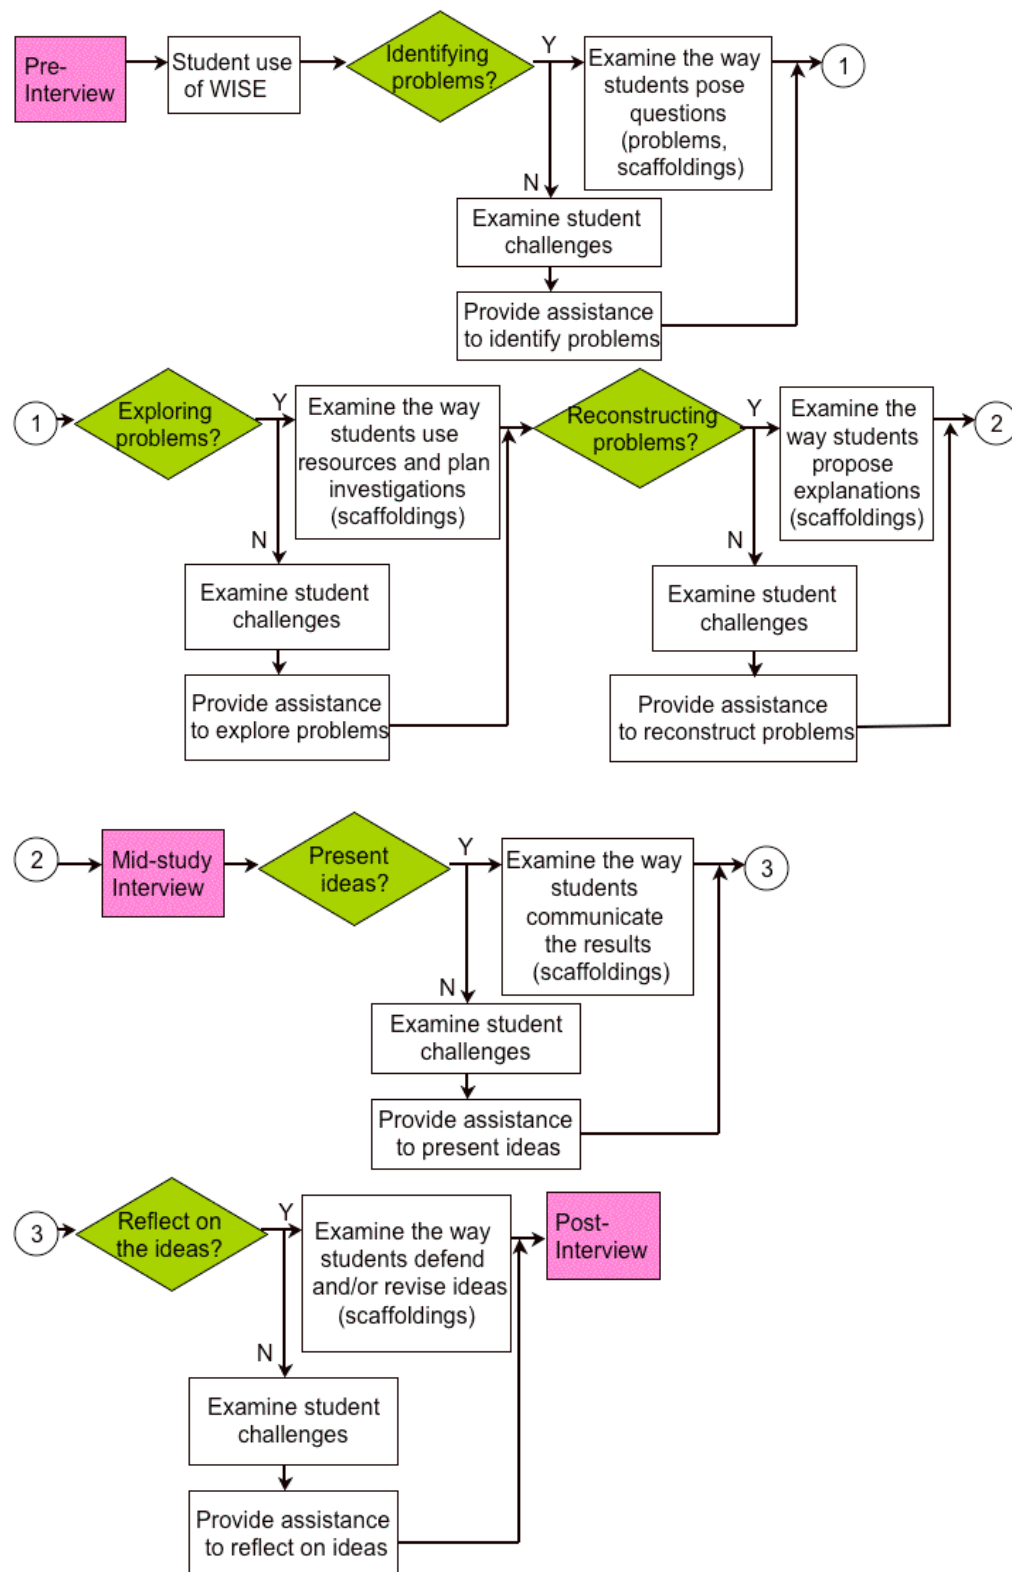 Pre-
Interview
Student use
of WISE
Identifying
problems?
Y
Examine the way
students pose
questions
(problems,
scaffoldings)
1
N
Examine student
challenges
Provide assistance
to identify problems
1
Exploring
problems?
Y
Examine the way
students use
resources and plan
investigations
(scaffoldings)
N
Examine student
challenges
Provide assistance
to explore problems
Reconstructing
problems?
Y
Examine the
way students
propose
explanations
(scaffoldings)
2
N
Examine student
challenges
Provide assistance
to reconstruct problems
2
Mid-study
Interview
Present
ideas?
Y
Examine the way
students
communicate
the results
(scaffoldings)
3
N
Examine student
challenges
Provide assistance
to present ideas
3
Reflect on
the ideas?
Y
Examine the way
students defend
and/or revise ideas
(scaffoldings)
Post-
Interview
N
Examine student
challenges
Provide assistance
to reflect on ideas